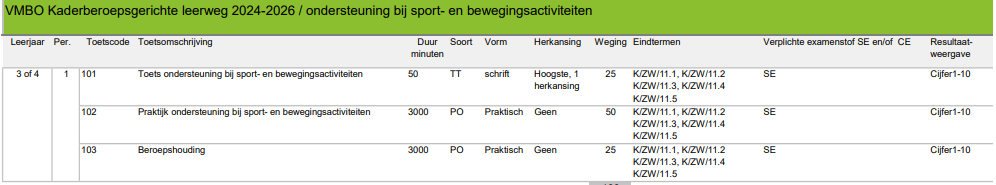 VMBO Kaderberoepsgerichte leerweg 2024-2026 / ondersteuning bij sport- en bewegingsactiviteiten
Leerjaar Per. Toetscode Toetsomschrijving Duur minuten Soort Vorm Herkansing Weging Eindtermen Verplichte examenstof SE en/of CE Resultaat-weergave
3 of 4 1 101 Toets ondersteuning bij sport- en bewegingsactiviteiten 50 TT schrift Hoogste, 1 herkansing 25 K/ZW/11.1, K/ZW/11.2 SE Cijfer1-10
K/ZW/11.3, K/ZW/11.4
K/ZW/11.5
102 Praktijk ondersteuning bij sport- en bewegingsactiviteiten 3000 PO Praktisch Geen 50 K/ZW/11.1, K/ZW/11.2 SE Cijfer1-10
K/ZW/11.3, K/ZW/11.4
K/ZW/11.5
103 Beroepshouding 3000 PO Praktisch Geen 25 K/ZW/11.1, K/ZW/11.2 SE Cijfer1-10
K/ZW/11.3, K/ZW/11.4
K/ZW/11.5